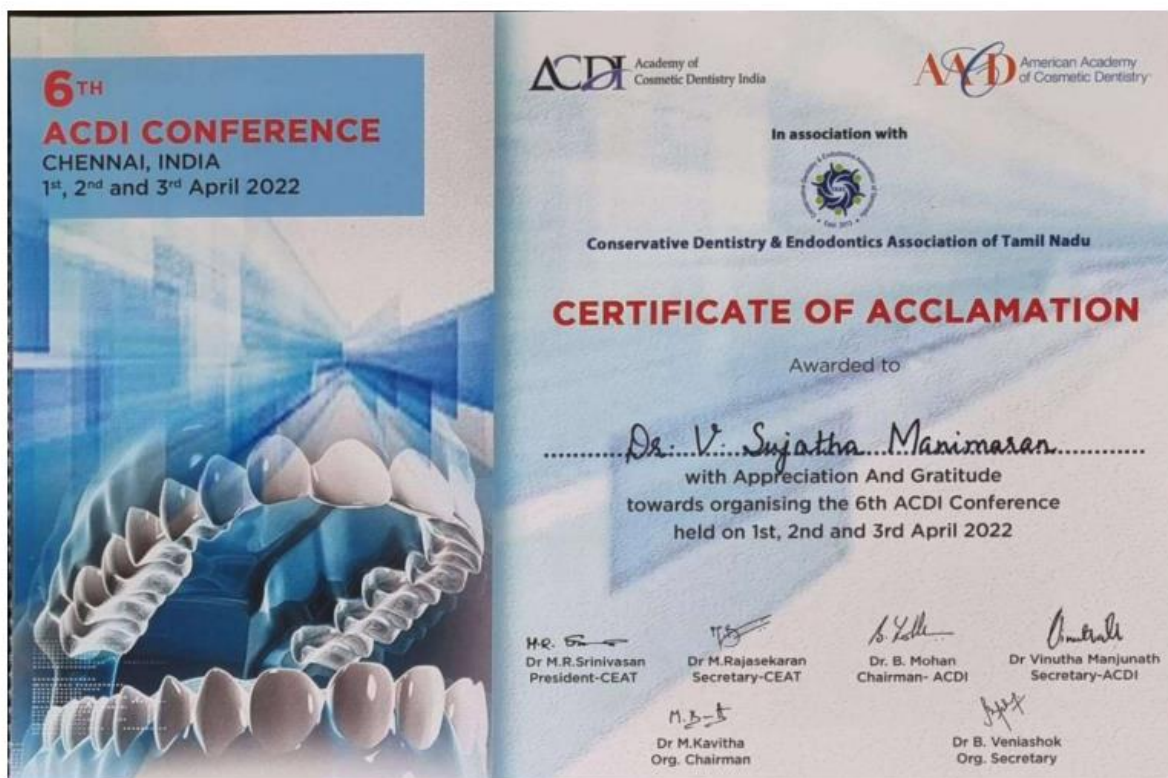 6TH
ACDI CONFERENCE
CHENNAI, INDIA
1st, 2nd and 3rd April 2022
ACDI Academy of
Cosmetic Dentistry India
AACD American Academy
of Cosmetic Dentistry
In association with
Conservative Dentistry & Endodontics Association of Tamil Nadu
CERTIFICATE OF ACCLAMATION
Awarded to
Dr. V. Sujatha Manimaran
with Appreciation And Gratitude
towards organising the 6th ACDI Conference
held on 1st, 2nd and 3rd April 2022
Dr M.R.Srinivasan
President-CEAT
Dr M.Rajasekaran
Secretary-CEAT
Dr. B. Mohan
Chairman- ACDI
Dr Vinutha Manjunath
Secretary-ACDI
Dr M.Kavitha
Org. Chairman
Dr B. Veniashok
Org. Secretary